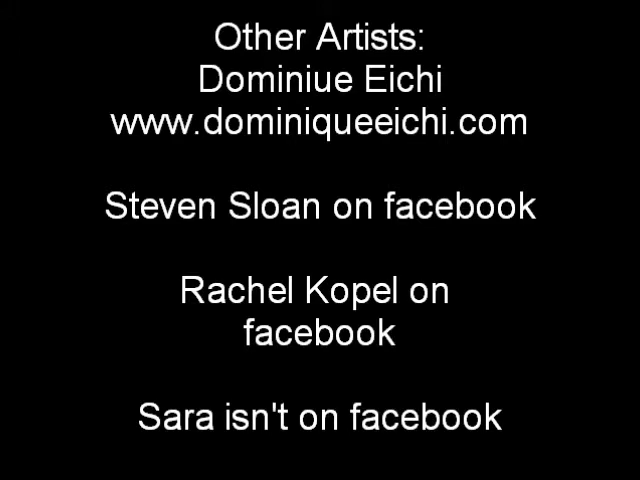 Other Artists:
Dominiue Eichi
www.dominiqueeichi.com
Steven Sloan on facebook
Rachel Kopel on
facebook
Sara isn't on facebook